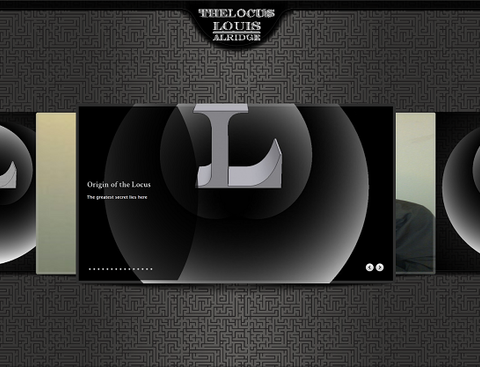 THELOCUS
LOUIS
ALRIDGE
L
Origin of the Locus
The greatest secret lies here